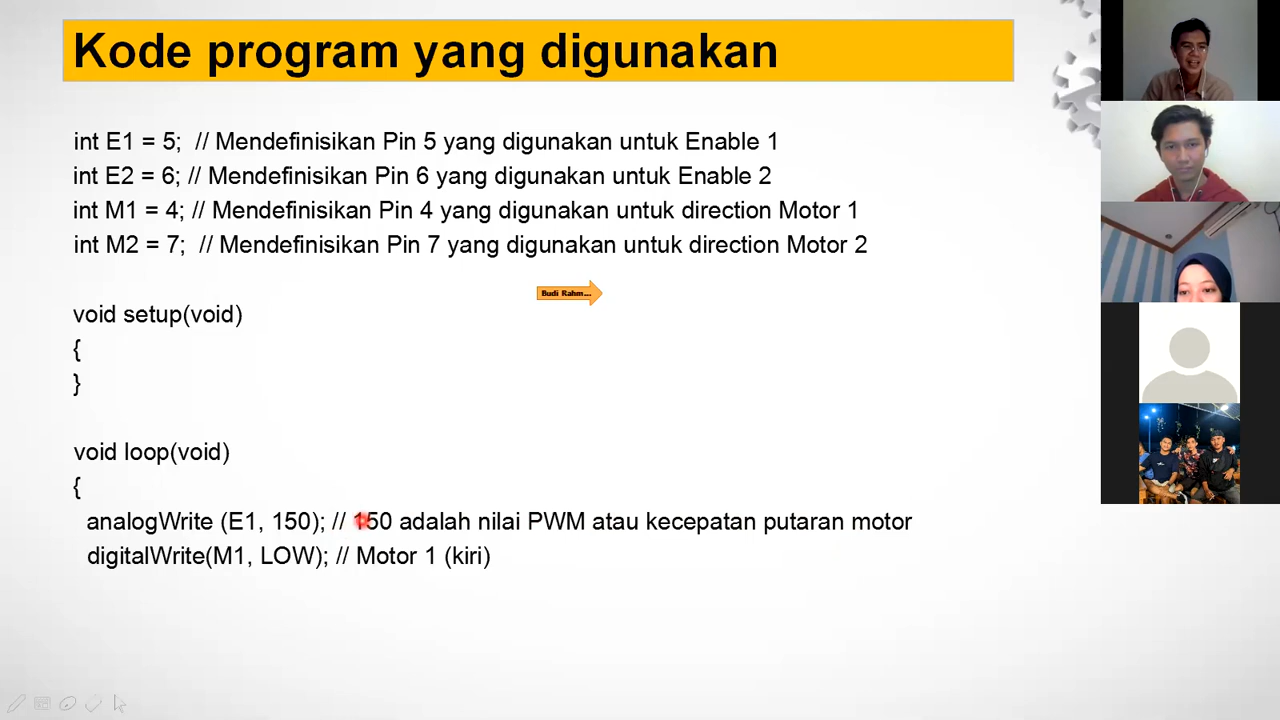 Kode program yang digunakan
int E1 = 5;  // Mendefinisikan Pin 5 yang digunakan untuk Enable 1
int E2 = 6; // Mendefinisikan Pin 6 yang digunakan untuk Enable 2
int M1 = 4; // Mendefinisikan Pin 4 yang digunakan untuk direction Motor 1
int M2 = 7;  // Mendefinisikan Pin 7 yang digunakan untuk direction Motor 2
Budi Rahm...
void setup(void)
{
}
void loop(void)
{
analogWrite (E1, 150); // 150 adalah nilai PWM atau kecepatan putaran motor
digitalWrite(M1, LOW); // Motor 1 (kiri)